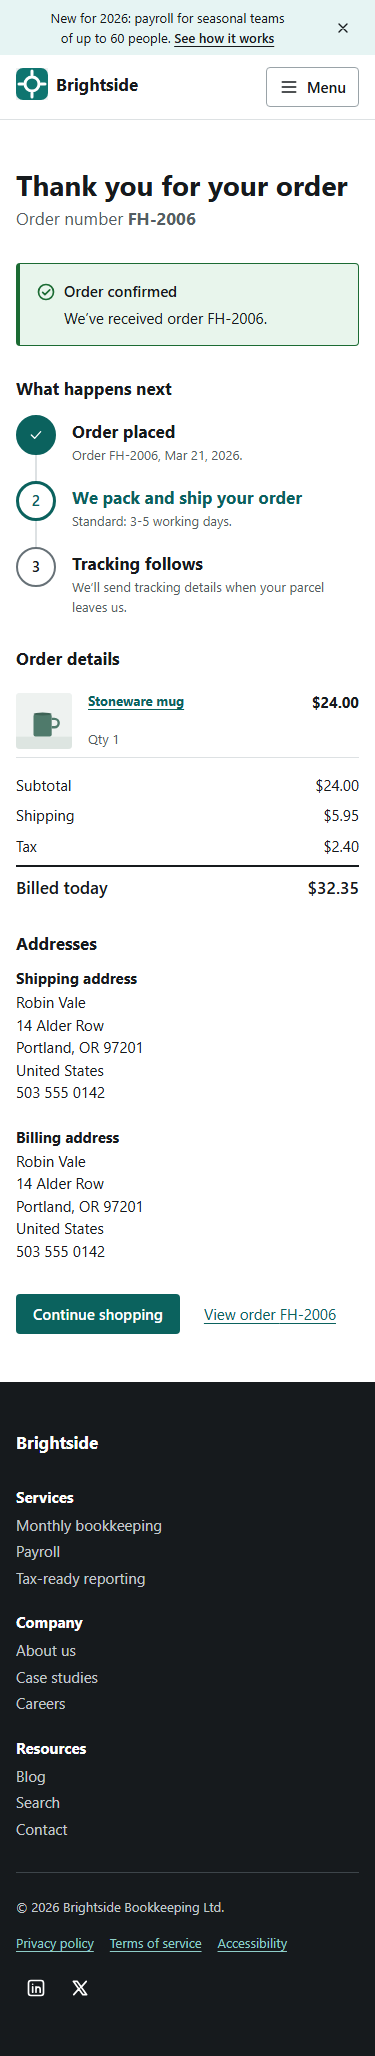 New for 2026: payroll for seasonal teams
of up to 60 people. See how it works
Brightside
Menu
Thank you for your order
Order number FH-2006
Order confirmed
We’ve received order FH-2006.
What happens next
Order placed
Order FH-2006, Mar 21, 2026.
2
We pack and ship your order
Standard: 3-5 working days.
3
Tracking follows
We’ll send tracking details when your parcel
leaves us.
Order details
Stoneware mug $24.00
Qty 1
Subtotal $24.00
Shipping $5.95
Tax $2.40
Billed today $32.35
Addresses
Shipping address
Robin Vale
14 Alder Row
Portland, OR 97201
United States
503 555 0142
Billing address
Robin Vale
14 Alder Row
Portland, OR 97201
United States
503 555 0142
Continue shopping View order FH-2006
Brightside
Services
Monthly bookkeeping
Payroll
Tax-ready reporting
Company
About us
Case studies
Careers
Resources
Blog
Search
Contact
© 2026 Brightside Bookkeeping Ltd.
Privacy policy Terms of service Accessibility